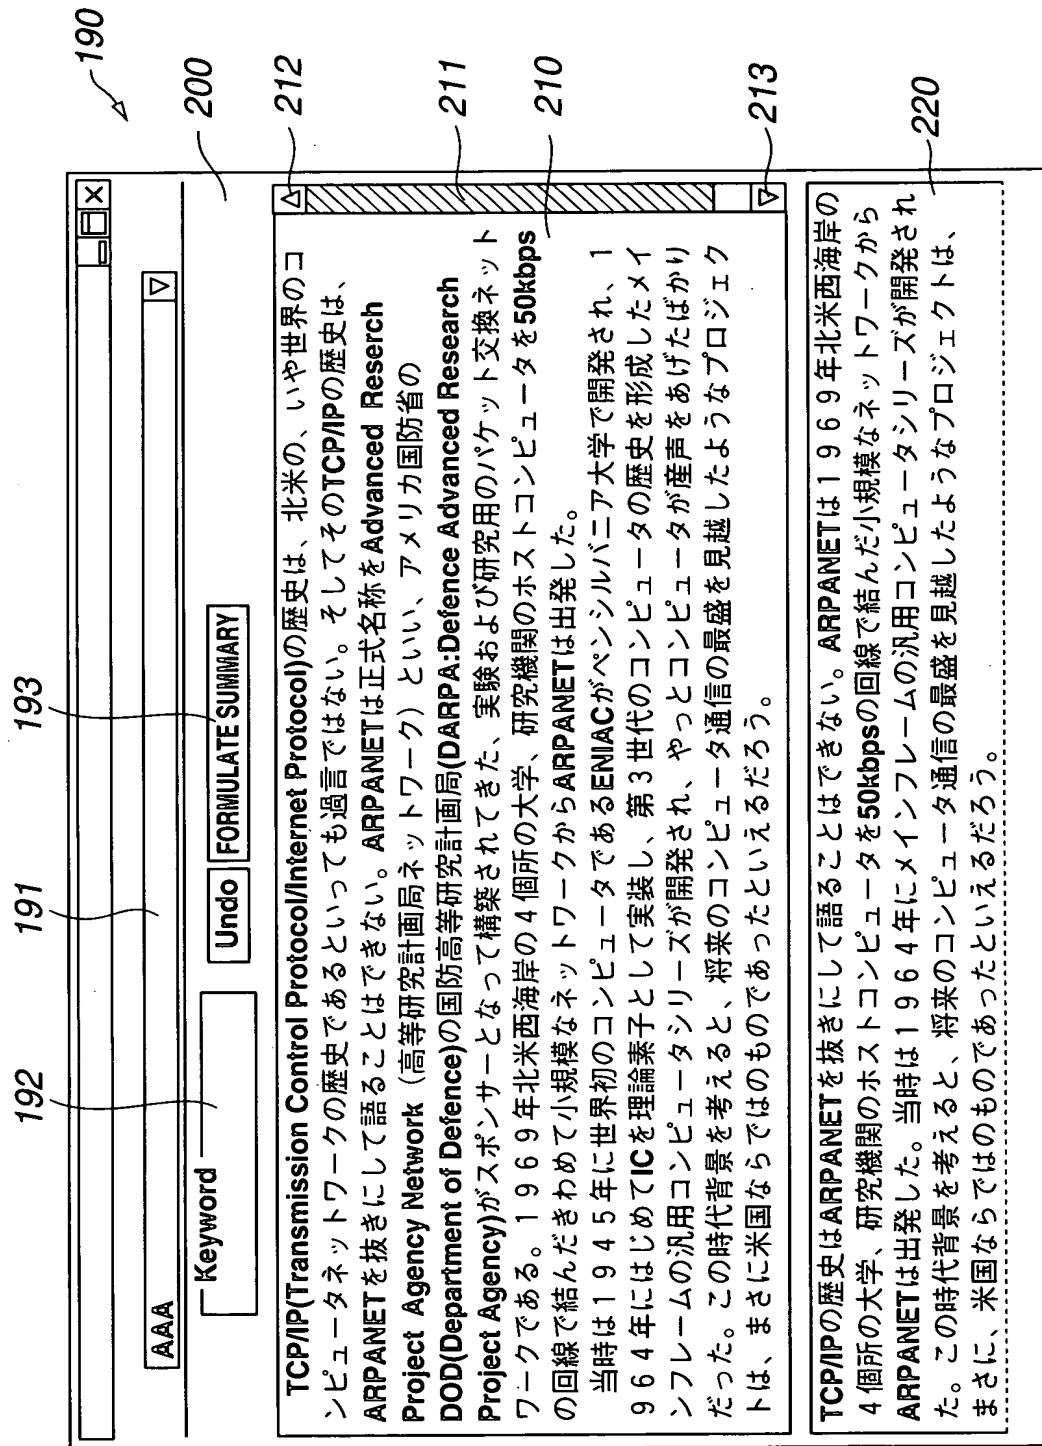 190
192
191
193
AAA
Keyword
Undo
FORMULATE SUMMARY
200
212
211
210
213
220
TCP/IP(Transmission Control Protocol/Internet Protocol)の歴史は、北米の、いや世界のコ
ンピュータネットワークの歴史であるといっても過言ではない。そしてそのTCP/IPの歴史は、
ARPANETを抜きにして語ることはできない。ARPANETは正式名称をAdvanced Reserch
Project Agency Network（高等研究計画局ネットワーク）といい、アメリカ国防省の
DOD(Department of Defence)の国防高等研究計画局(DARPA:Defence Advanced Research
Project Agency)がスポンサーとなって構築されてきた、実験および研究用のパケット交換ネット
ワークである。１９６９年北米西海岸の４個所の大学、研究機関のホストコンピュータを50kbps
の回線で結んだきわめて小規模なネットワークからARPANETは出発した。
当時は１９４５年に世界初のコンピュータであるENIACがペンシルバニア大学で開発され、１
９６４年にはじめてICを理論素子として実装し、第３世代のコンピュータの歴史を形成したメイ
ンフレームの汎用コンピュータシリーズが開発され、やっとコンピュータが産声をあげたばかり
だった。この時代背景を考えると、将来のコンピュータ通信の最盛を見越したようなプロジェク
トは、まさに米国ならではのものであったといえるだろう。
TCP/IPの歴史はARPANETを抜きにして語ることはできない。ARPANETは１９６９年北米西海岸の
４個所の大学、研究機関のホストコンピュータを50kbpsの回線で結んだ小規模なネットワークから
ARPANETは出発した。当時は１９６４年にメインフレームの汎用コンピュータシリーズが開発され
た。この時代背景を考えると、将来のコンピュータ通信の最盛を見越したようなプロジェクトは、
まさに、米国ならではのものであったといえるだろう。